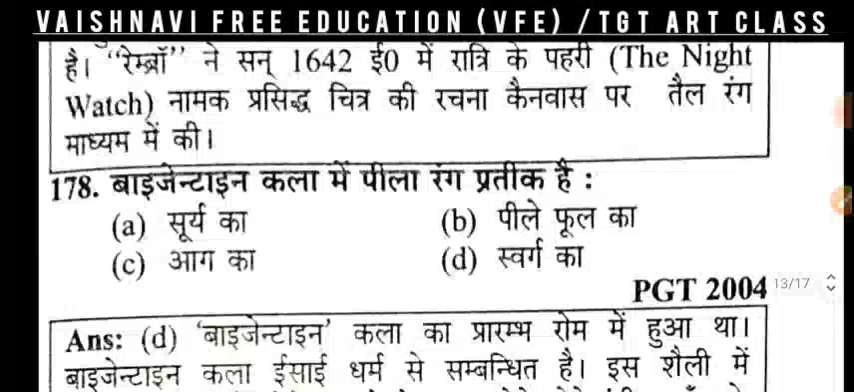 VAISHNAVI FREE EDUCATION (VFE) / TGT ART CLASS
है। "रेम्ब्रॉ" ने सन् 1642 ई0 में रात्रि के पहरी (The Night
Watch) नामक प्रसिद्ध चित्र की रचना कैनवास पर तैल रंग
माध्यम में की।
178. बाइजेन्टाइन कला में पीला रंग प्रतीक है :
(a) सूर्य का (b) पीले फूल का
(c) आग का (d) स्वर्ग का
PGT 2004 13/17
Ans: (d) 'बाइजेन्टाइन' कला का प्रारम्भ रोम में हुआ था।
बाइजेन्टाइन कला ईसाई धर्म से सम्बन्धित है। इस शैली में